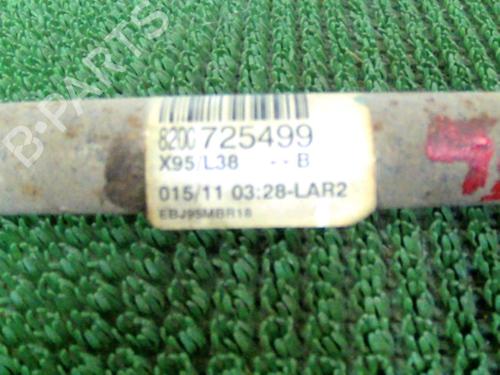 B-PARTS
8200725499
X95/L38 -- B
015/11 03:28-LAR2
EBJ95MBR18